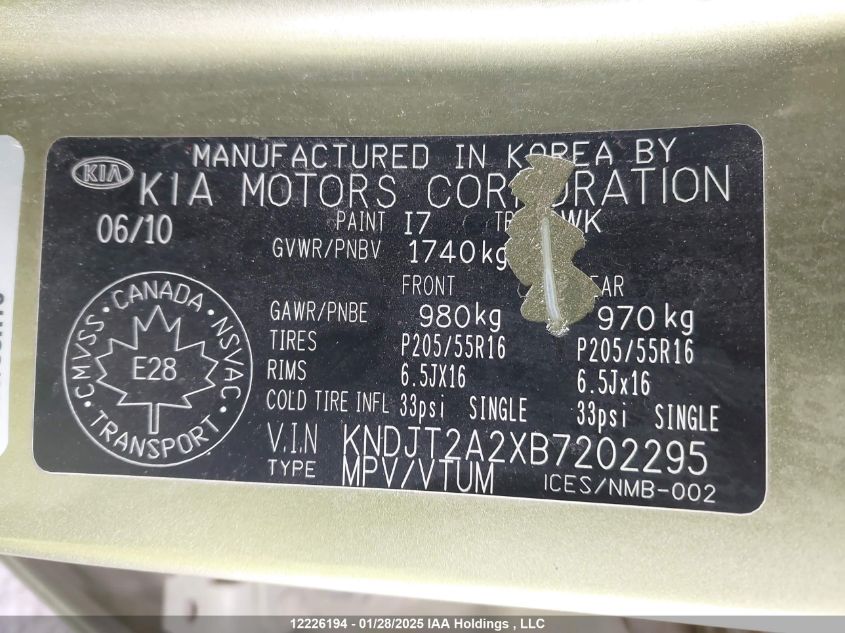 MANUFACTURED IN KOREA BY
KIA
KIA MOTORS CORPORATION
06/10
PAINT I7 WK
GVWR/PNBV 1740kg
FRONT
GAWR/PNBE 980kg 970kg
TIRES P205/55R16 P205/55R16
RIMS 6.5JX16 6.5Jx16
COLD TIRE INFL 33psi SINGLE 33psi SINGLE
CMVSS · CANADA · NSVAC · TRANSPORT ·
E28
V.I.N KNDJT2A2XB7202295
TYPE MPV/VTUM ICES/NMB-002
12226194 - 01/28/2025 IAA Holdings , LLC